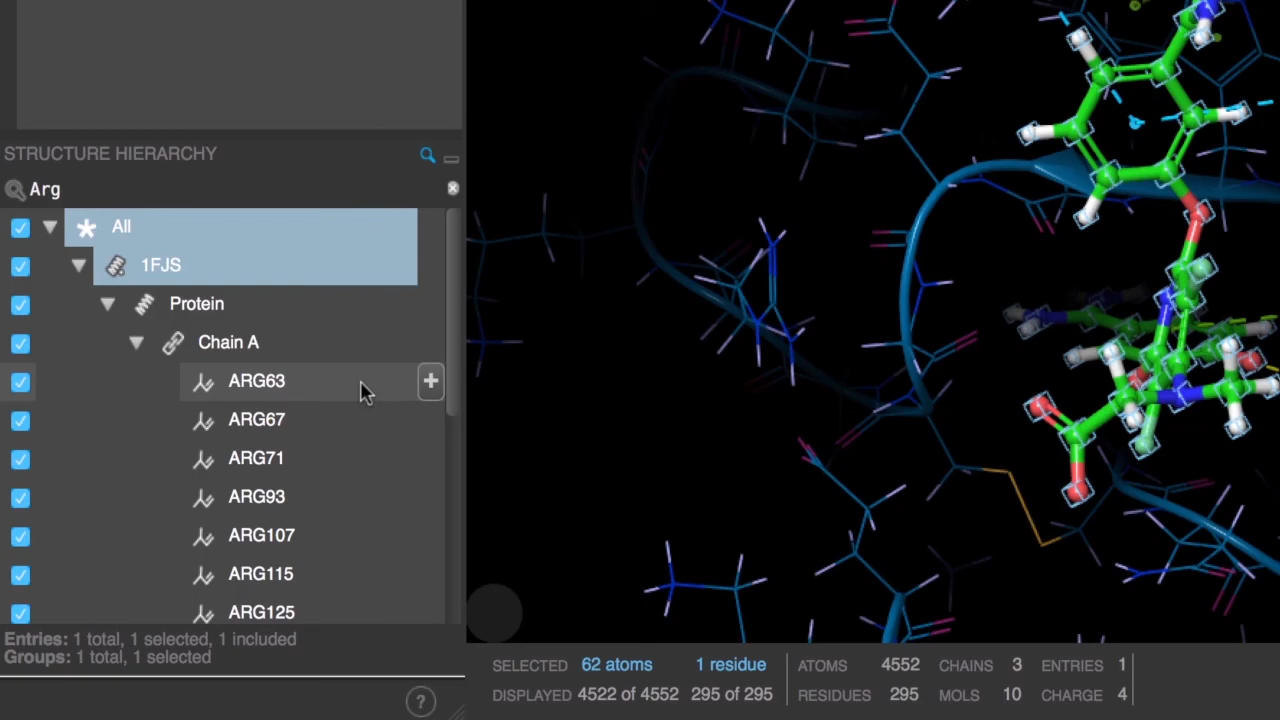 STRUCTURE HIERARCHY
Arg
All
1FJS
Protein
Chain A
ARG63
ARG67
ARG71
ARG93
ARG107
ARG115
ARG125
Entries: 1 total, 1 selected, 1 included
Groups: 1 total, 1 selected
?
SELECTED 62 atoms 1 residue ATOMS 4552 CHAINS 3 ENTRIES 1
DISPLAYED 4522 of 4552 295 of 295 RESIDUES 295 MOLS 10 CHARGE 4